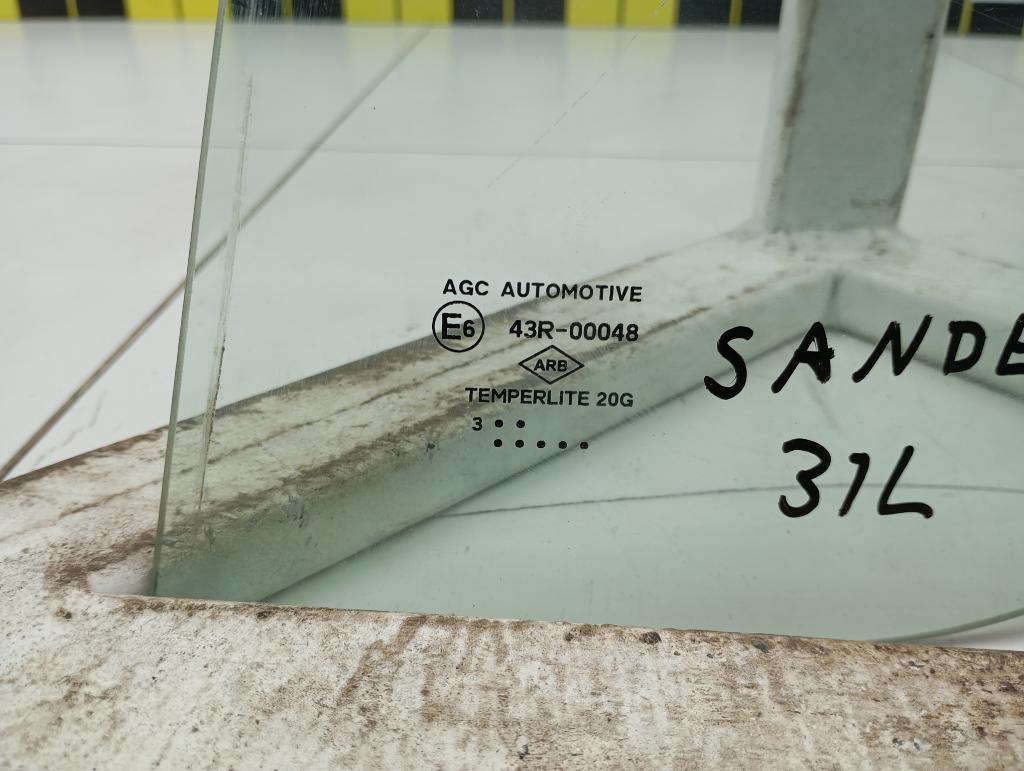 AGC AUTOMOTIVE
E6 43R-00048
ARB
TEMPERLITE 20G
3 • •
• • • • •
SANDE
31L